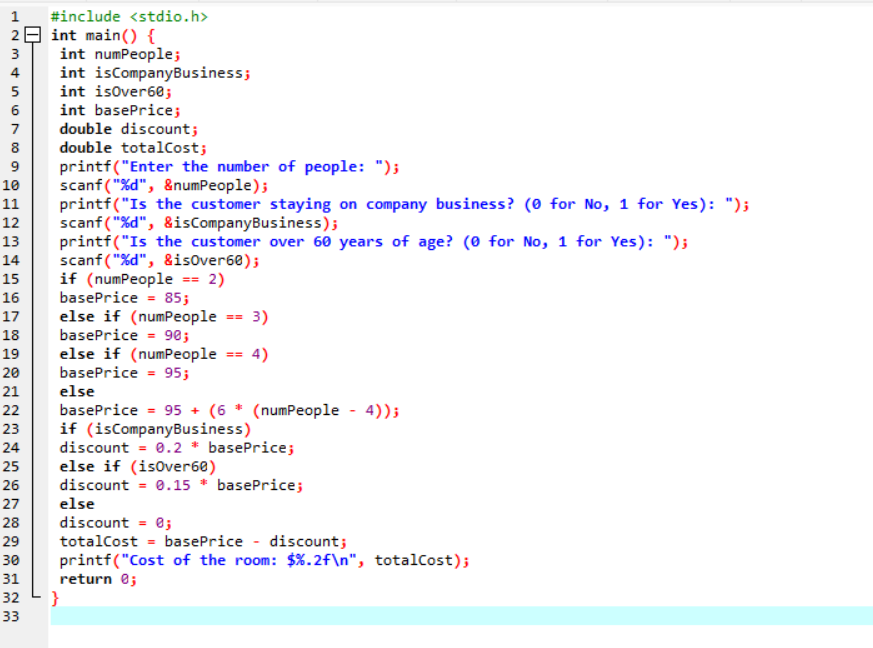 1 #include <stdio.h>
2 int main() {
3 int numPeople;
4 int isCompanyBusiness;
5 int isOver60;
6 int basePrice;
7 double discount;
8 double totalCost;
9 printf("Enter the number of people: ");
10 scanf("%d", &numPeople);
11 printf("Is the customer staying on company business? (0 for No, 1 for Yes): ");
12 scanf("%d", &isCompanyBusiness);
13 printf("Is the customer over 60 years of age? (0 for No, 1 for Yes): ");
14 scanf("%d", &isOver60);
15 if (numPeople == 2)
16 basePrice = 85;
17 else if (numPeople == 3)
18 basePrice = 90;
19 else if (numPeople == 4)
20 basePrice = 95;
21 else
22 basePrice = 95 + (6 * (numPeople - 4));
23 if (isCompanyBusiness)
24 discount = 0.2 * basePrice;
25 else if (isOver60)
26 discount = 0.15 * basePrice;
27 else
28 discount = 0;
29 totalCost = basePrice - discount;
30 printf("Cost of the room: $%.2f\n", totalCost);
31 return 0;
32 }
33